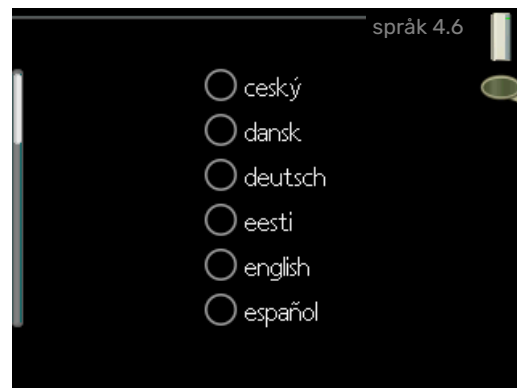 språk 4.6
ceský
dansk
deutsch
eesti
english
español